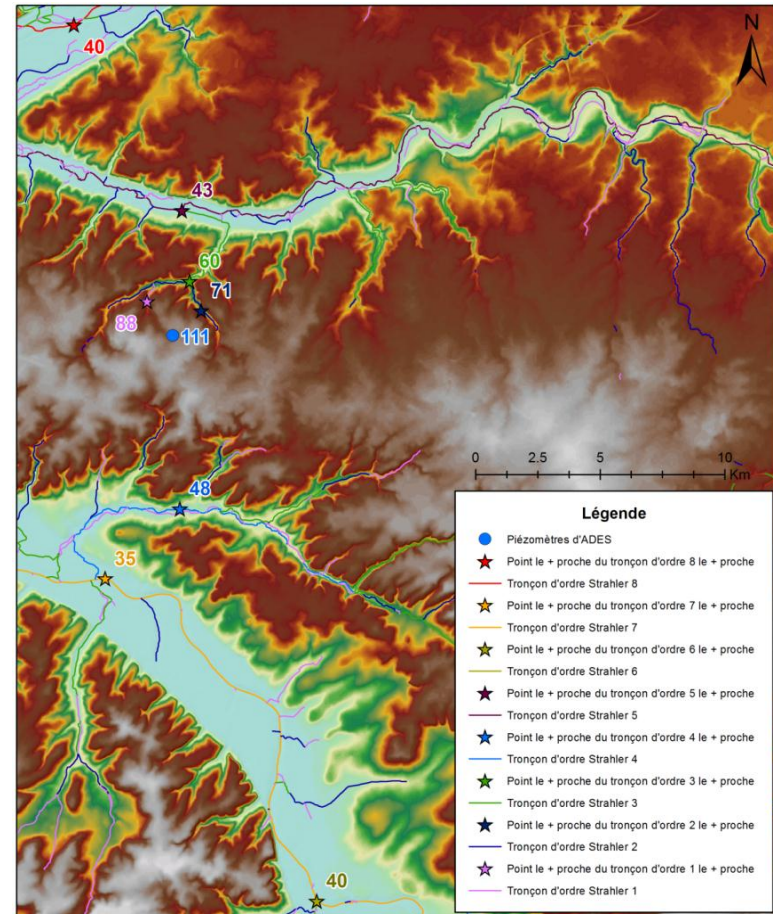 N
40
43
60
71
88
111
48
35
40
0 2.5 5 10
Km
Légende
Piézomètres d'ADES
Point le + proche du tronçon d'ordre 8 le + proche
Tronçon d'ordre Strahler 8
Point le + proche du tronçon d'ordre 7 le + proche
Tronçon d'ordre Strahler 7
Point le + proche du tronçon d'ordre 6 le + proche
Tronçon d'ordre Strahler 6
Point le + proche du tronçon d'ordre 5 le + proche
Tronçon d'ordre Strahler 5
Point le + proche du tronçon d'ordre 4 le + proche
Tronçon d'ordre Strahler 4
Point le + proche du tronçon d'ordre 3 le + proche
Tronçon d'ordre Strahler 3
Point le + proche du tronçon d'ordre 2 le + proche
Tronçon d'ordre Strahler 2
Point le + proche du tronçon d'ordre 1 le + proche
Tronçon d'ordre Strahler 1